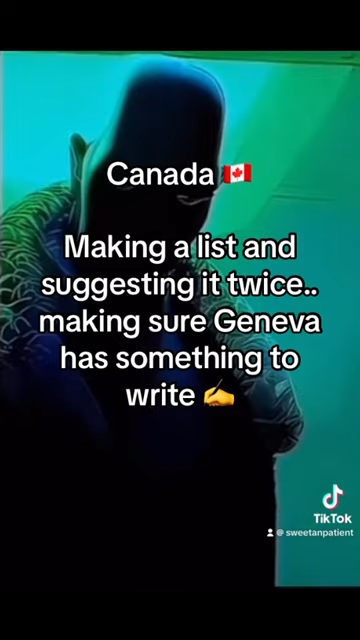 Canada 🇨🇦
Making a list and
suggesting it twice..
making sure Geneva
has something to
write ✍️
TikTok
@ sweetanpatient